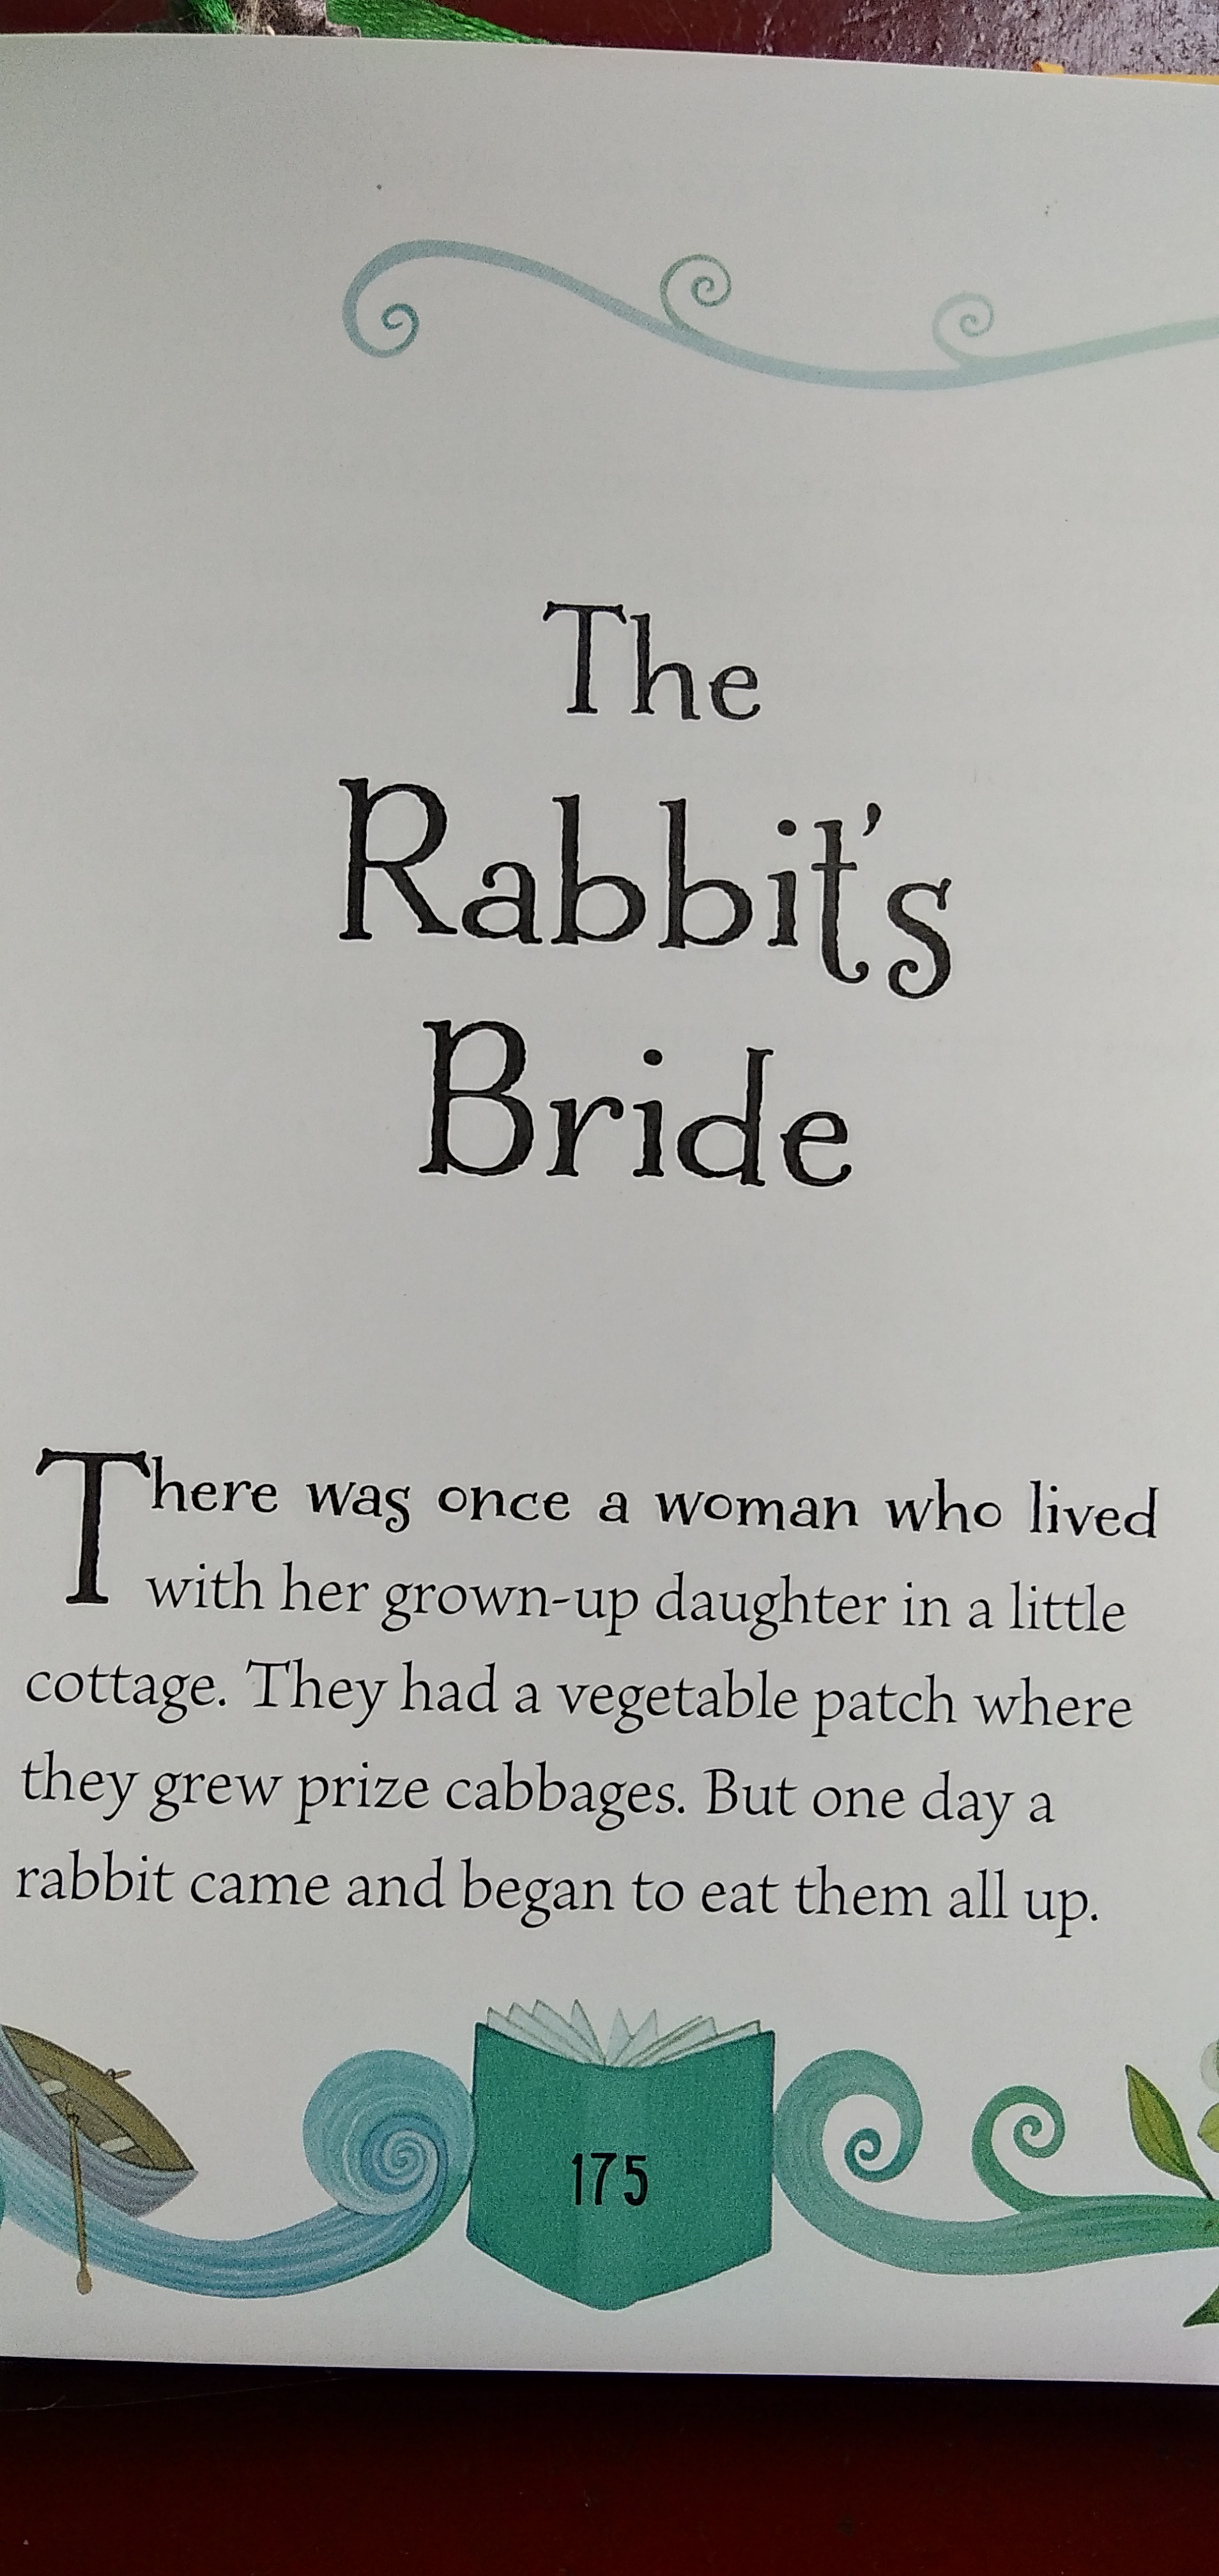 The
Rabbit's
Bride
There was once a woman who lived
with her grown-up daughter in a little
cottage. They had a vegetable patch where
they grew prize cabbages. But one day a
rabbit came and began to eat them all up.
175